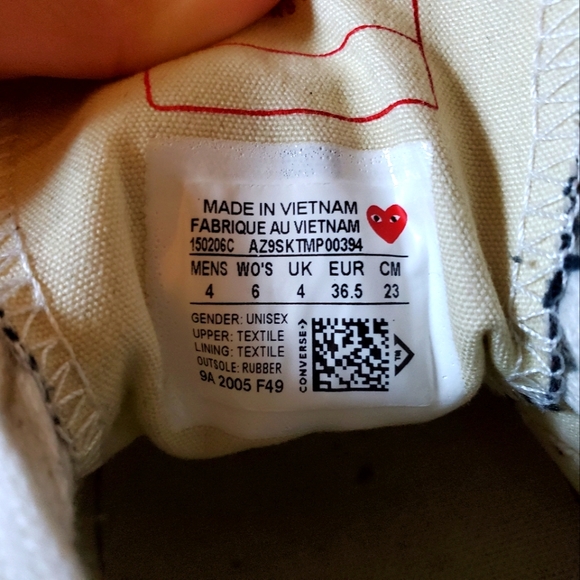 MADE IN VIETNAM
FABRIQUE AU VIETNAM
150206C AZ9SKTMP00394
MENS WO'S UK EUR CM
4 6 4 36.5 23
GENDER: UNISEX
UPPER: TEXTILE
LINING: TEXTILE
OUTSOLE: RUBBER
9A 2005 F49
CONVERSE
TM